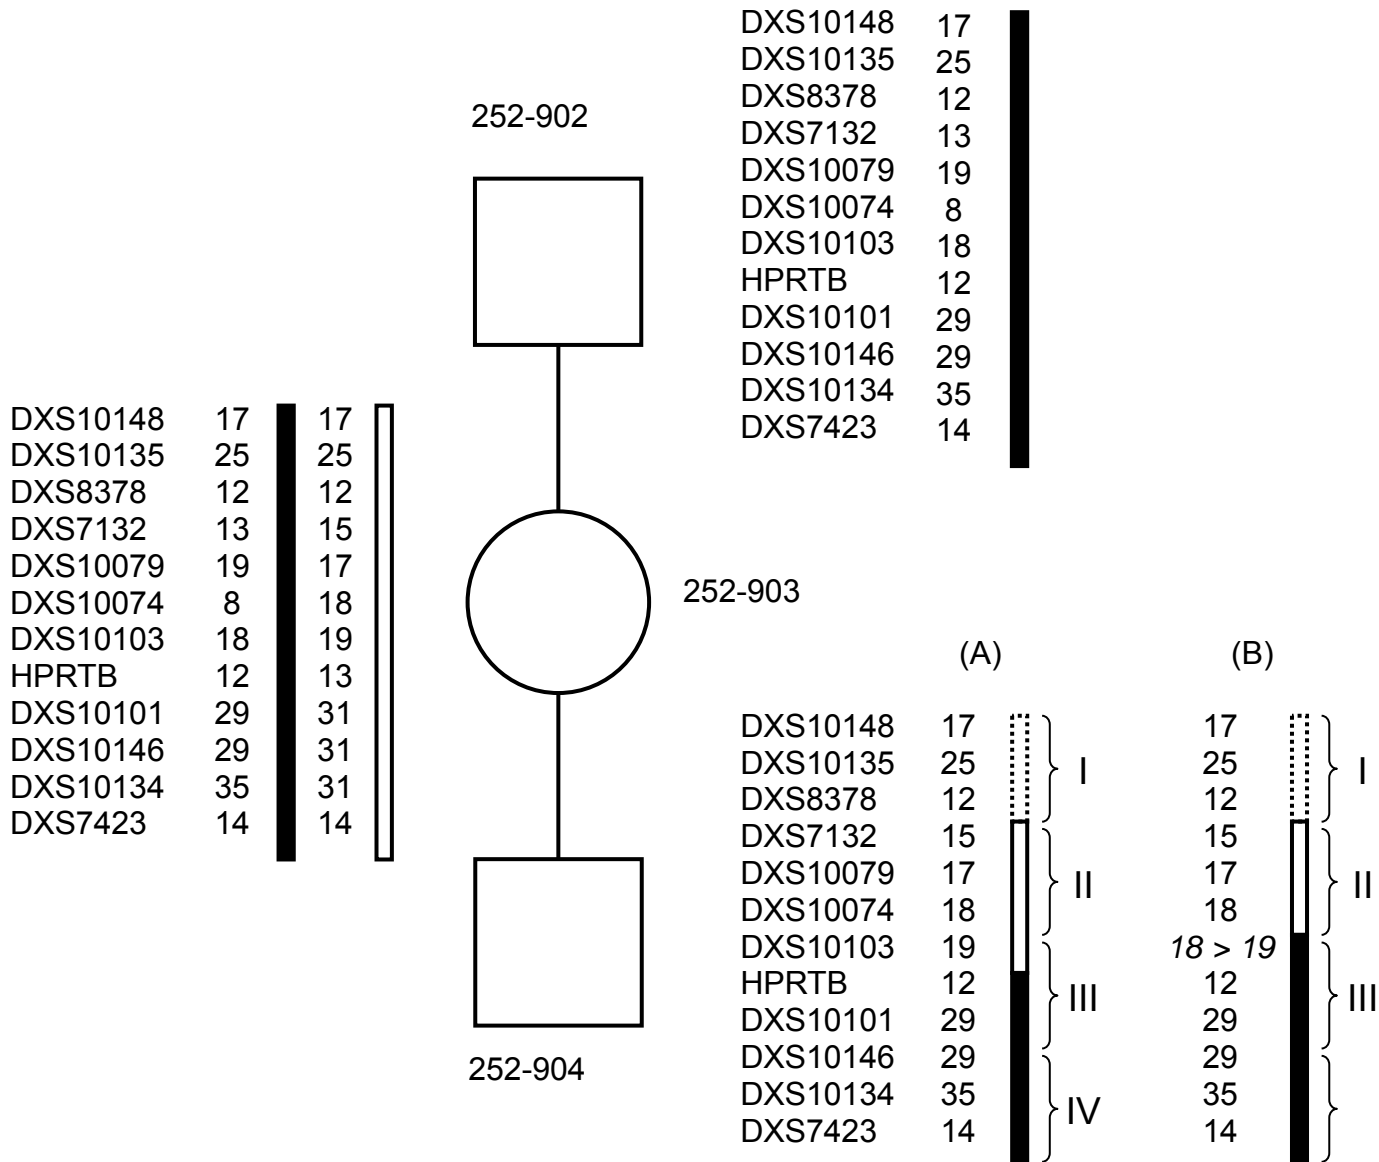 DXS10148 17
DXS10135 25
DXS8378 12
DXS7132 13
DXS10079 19
DXS10074 8
DXS10103 18
HPRTB 12
DXS10101 29
DXS10146 29
DXS10134 35
DXS7423 14
252-902
DXS10148 17 17
DXS10135 25 25
DXS8378 12 12
DXS7132 13 15
DXS10079 19 17
DXS10074 8 18
DXS10103 18 19
HPRTB 12 13
DXS10101 29 31
DXS10146 29 31
DXS10134 35 31
DXS7423 14 14
252-903
(A) (B)
DXS10148 17 17
DXS10135 25 I 25 I
DXS8378 12 12
DXS7132 15 15
DXS10079 17 II 17 II
DXS10074 18 18
DXS10103 19 18 > 19
HPRTB 12 III 12 III
DXS10101 29 29
DXS10146 29 29
DXS10134 35 IV 35
DXS7423 14 14
252-904